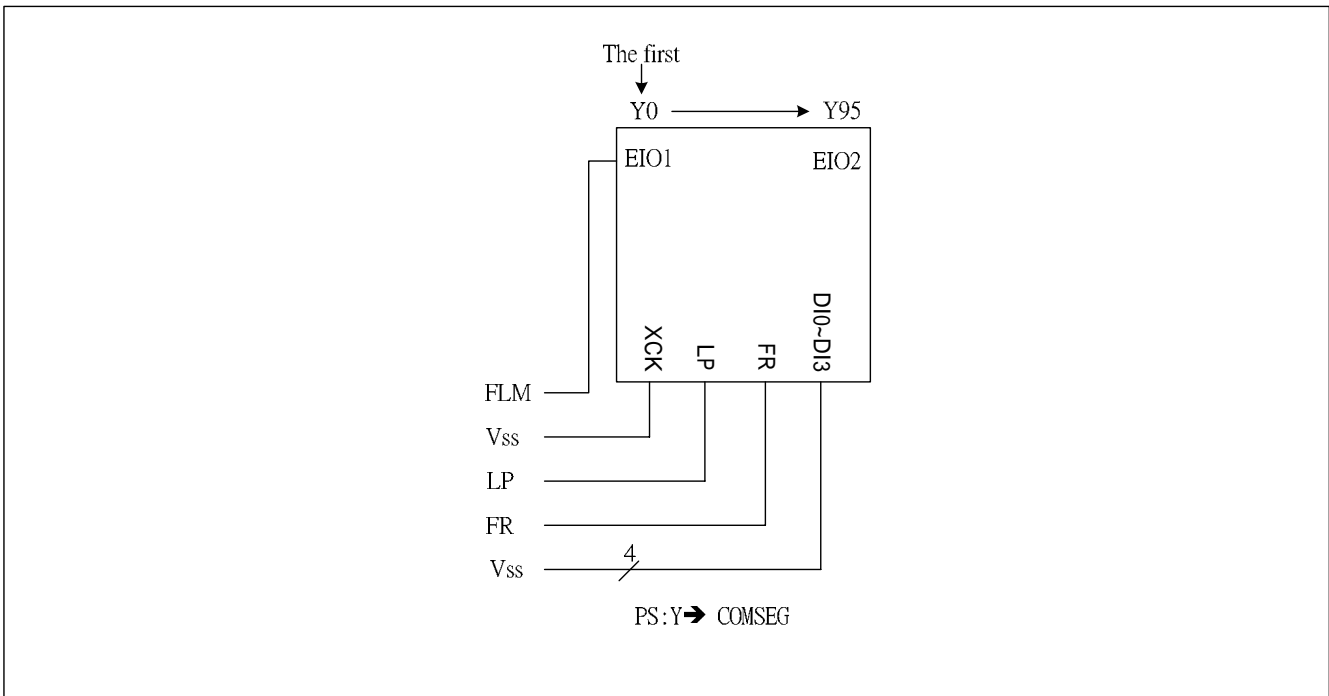 The first
Y0 Y95
EIO1 EIO2
XCK LP FR DI0~DI3
FLM
Vss
LP
FR
4
Vss
PS:Y➔ COMSEG